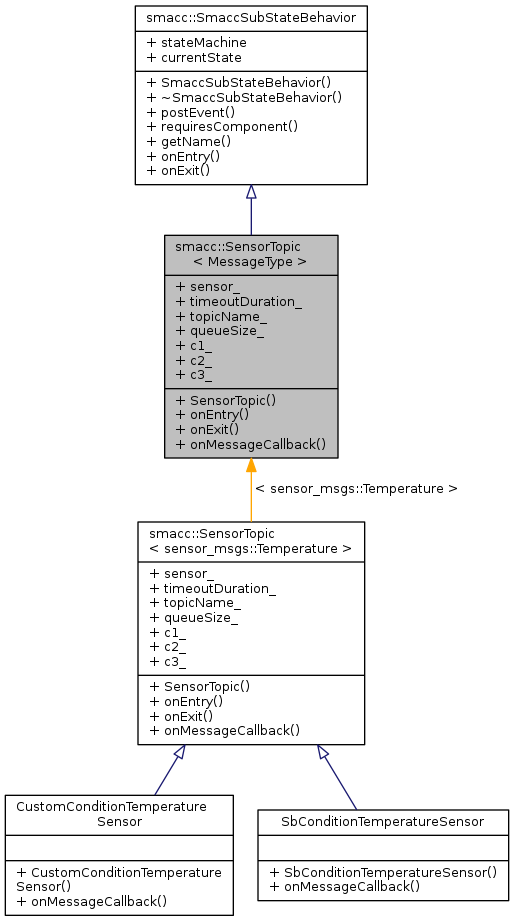 smacc::SmaccSubStateBehavior
+ stateMachine
+ currentState
+ SmaccSubStateBehavior()
+ ~SmaccSubStateBehavior()
+ postEvent()
+ requiresComponent()
+ getName()
+ onEntry()
+ onExit()
smacc::SensorTopic
< MessageType >
+ sensor_
+ timeoutDuration_
+ topicName_
+ queueSize_
+ c1_
+ c2_
+ c3_
+ SensorTopic()
+ onEntry()
+ onExit()
+ onMessageCallback()
< sensor_msgs::Temperature >
smacc::SensorTopic
< sensor_msgs::Temperature >
+ sensor_
+ timeoutDuration_
+ topicName_
+ queueSize_
+ c1_
+ c2_
+ c3_
+ SensorTopic()
+ onEntry()
+ onExit()
+ onMessageCallback()
CustomConditionTemperature
Sensor
+ CustomConditionTemperature
Sensor()
+ onMessageCallback()
SbConditionTemperatureSensor
+ SbConditionTemperatureSensor()
+ onMessageCallback()